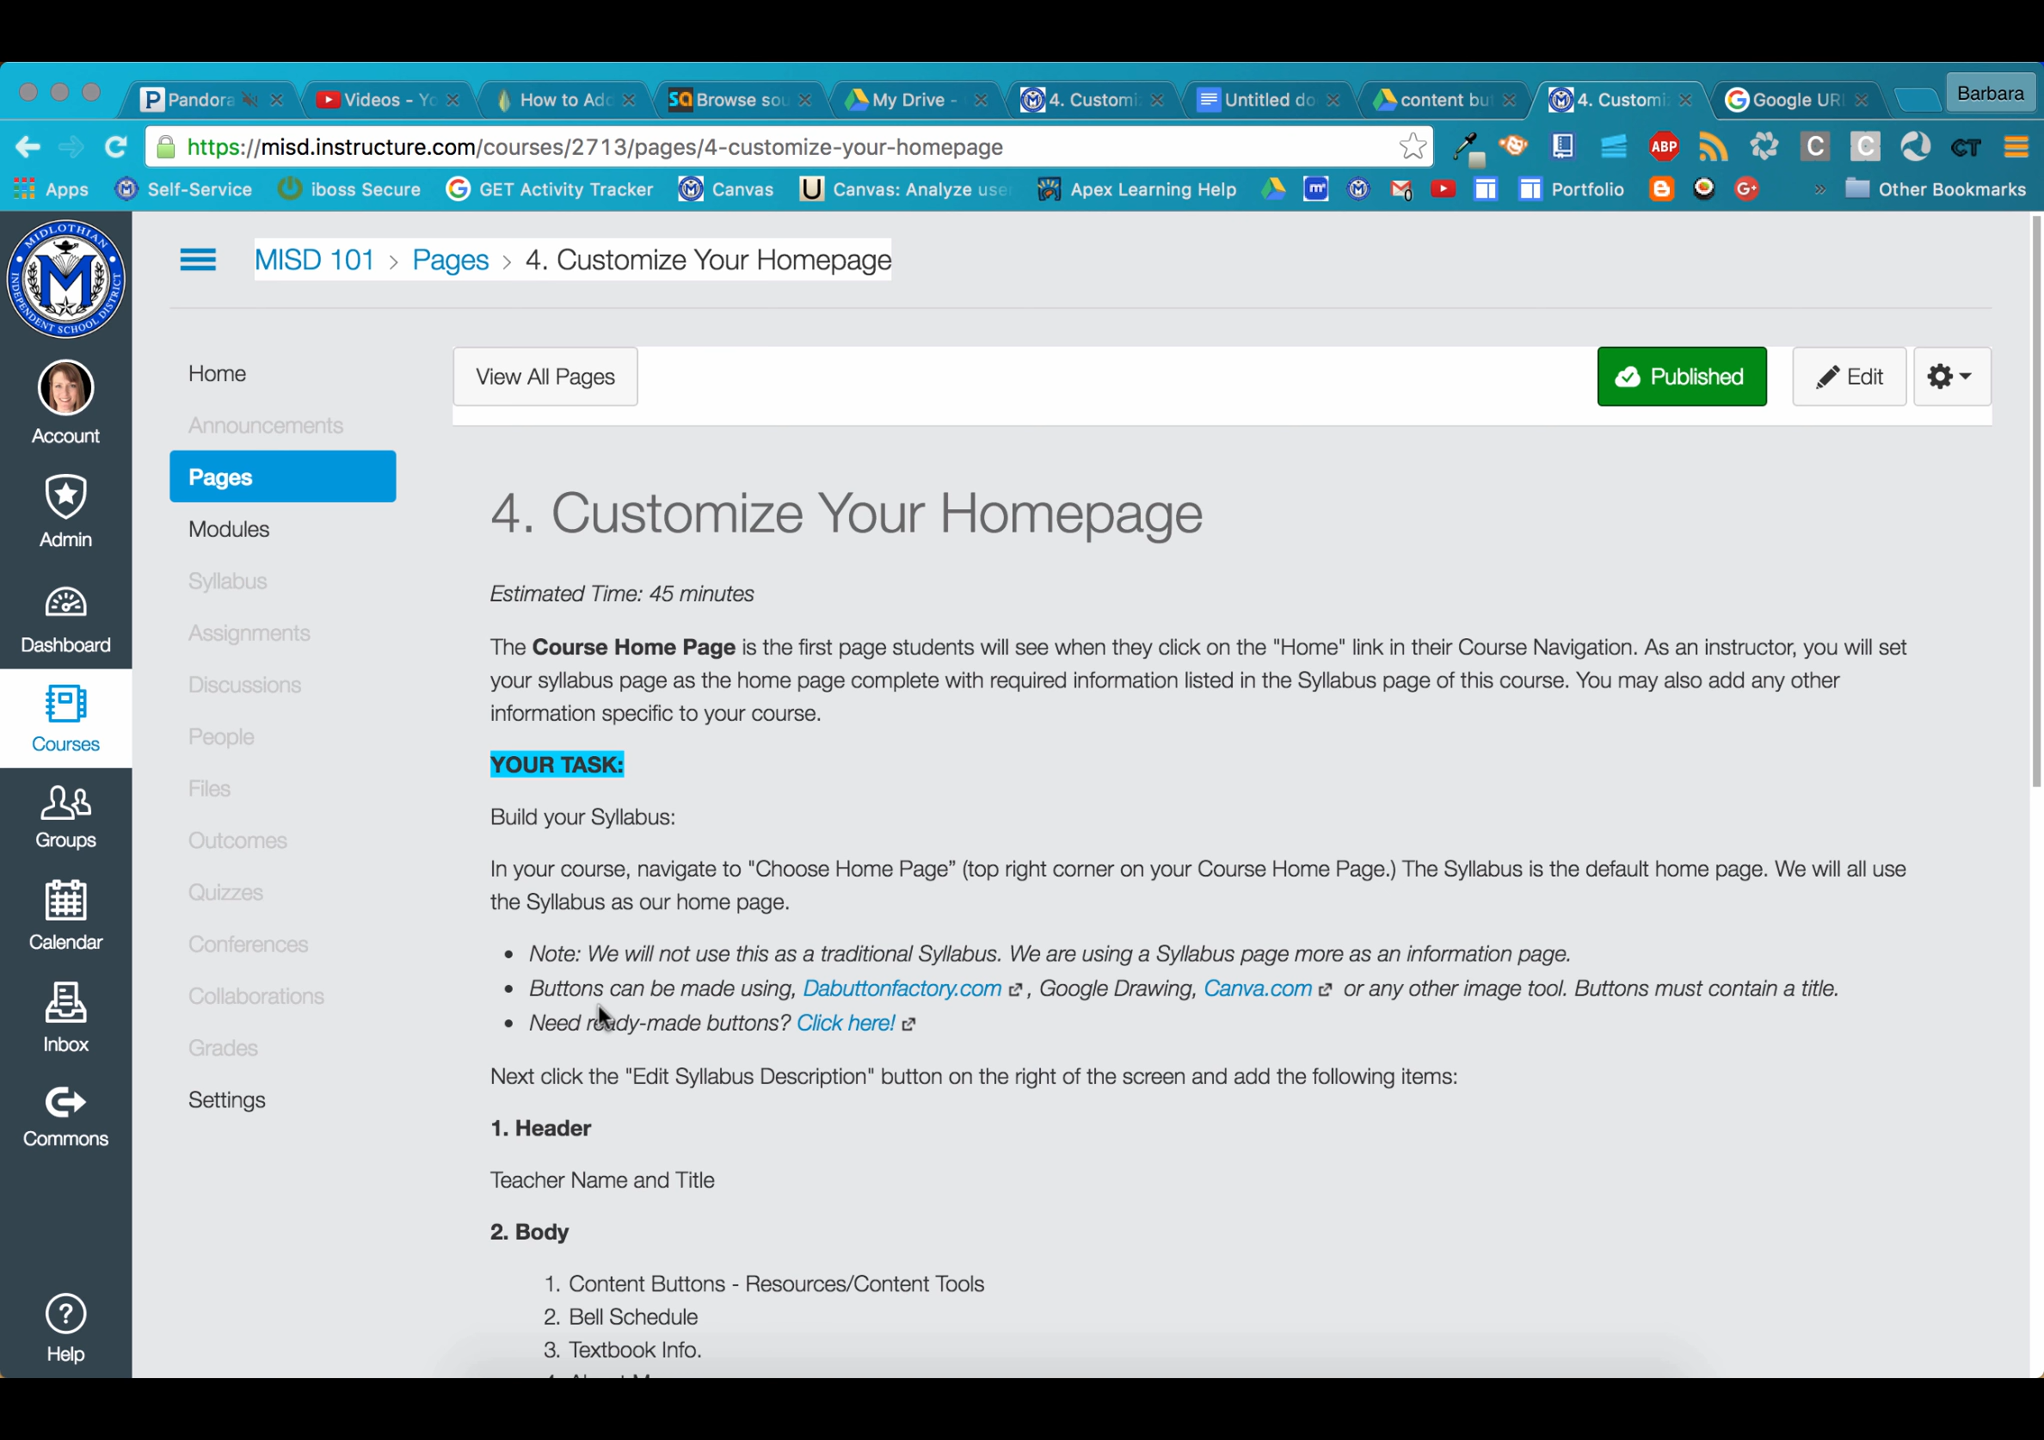 Pandora
Videos - Yo
How to Add
Browse sou
My Drive -
4. Customi
Untitled do
content bu
4. Customi
Google URL
Barbara
https://misd.instructure.com/courses/2713/pages/4-customize-your-homepage
ABP
C
C
CT
Apps
Self-Service
iboss Secure
GET Activity Tracker
Canvas
Canvas: Analyze use
Apex Learning Help
Portfolio
» Other Bookmarks
MIDLOTHIAN
M
INDEPENDENT SCHOOL DISTRICT
Account
Admin
Dashboard
Courses
Groups
Calendar
Inbox
Commons
Help
MISD 101 > Pages > 4. Customize Your Homepage
Home
Announcements
Pages
Modules
Syllabus
Assignments
Discussions
People
Files
Outcomes
Quizzes
Conferences
Collaborations
Grades
Settings
View All Pages
Published
Edit
4. Customize Your Homepage
Estimated Time: 45 minutes
The Course Home Page is the first page students will see when they click on the "Home" link in their Course Navigation. As an instructor, you will set
your syllabus page as the home page complete with required information listed in the Syllabus page of this course. You may also add any other
information specific to your course.
YOUR TASK:
Build your Syllabus:
In your course, navigate to "Choose Home Page” (top right corner on your Course Home Page.) The Syllabus is the default home page. We will all use
the Syllabus as our home page.
• Note: We will not use this as a traditional Syllabus. We are using a Syllabus page more as an information page.
• Buttons can be made using, Dabuttonfactory.com , Google Drawing, Canva.com or any other image tool. Buttons must contain a title.
• Need ready-made buttons? Click here!
Next click the "Edit Syllabus Description" button on the right of the screen and add the following items:
1. Header
Teacher Name and Title
2. Body
1. Content Buttons - Resources/Content Tools
2. Bell Schedule
3. Textbook Info.